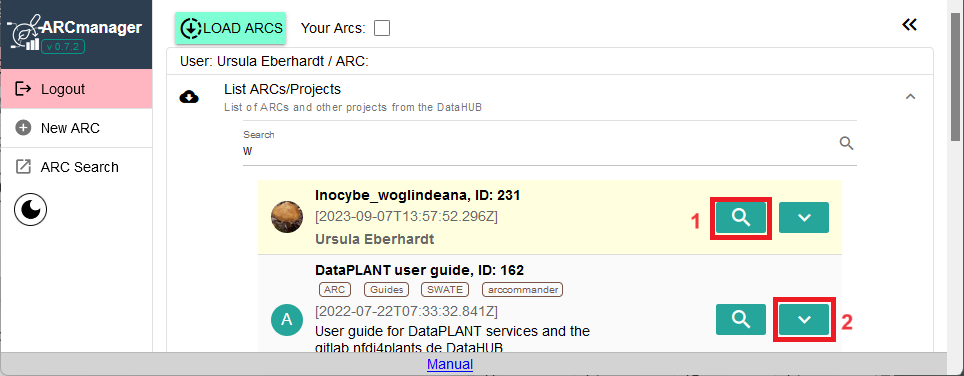 ARCmanager
v 0.7.2
LOAD ARCS
Your Arcs:
User: Ursula Eberhardt / ARC:
Logout
List ARCs/Projects
List of ARCs and other projects from the DataHUB
New ARC
Search
w
ARC Search
Inocybe_woglindeana, ID: 231
[2023-09-07T13:57:52.296Z]
Ursula Eberhardt
1
DataPLANT user guide, ID: 162
ARC Guides SWATE arccommander
A
[2022-07-22T07:33:32.841Z]
2
User guide for DataPLANT services and the
gitlab.nfdi4plants.de DataHUB
Manual